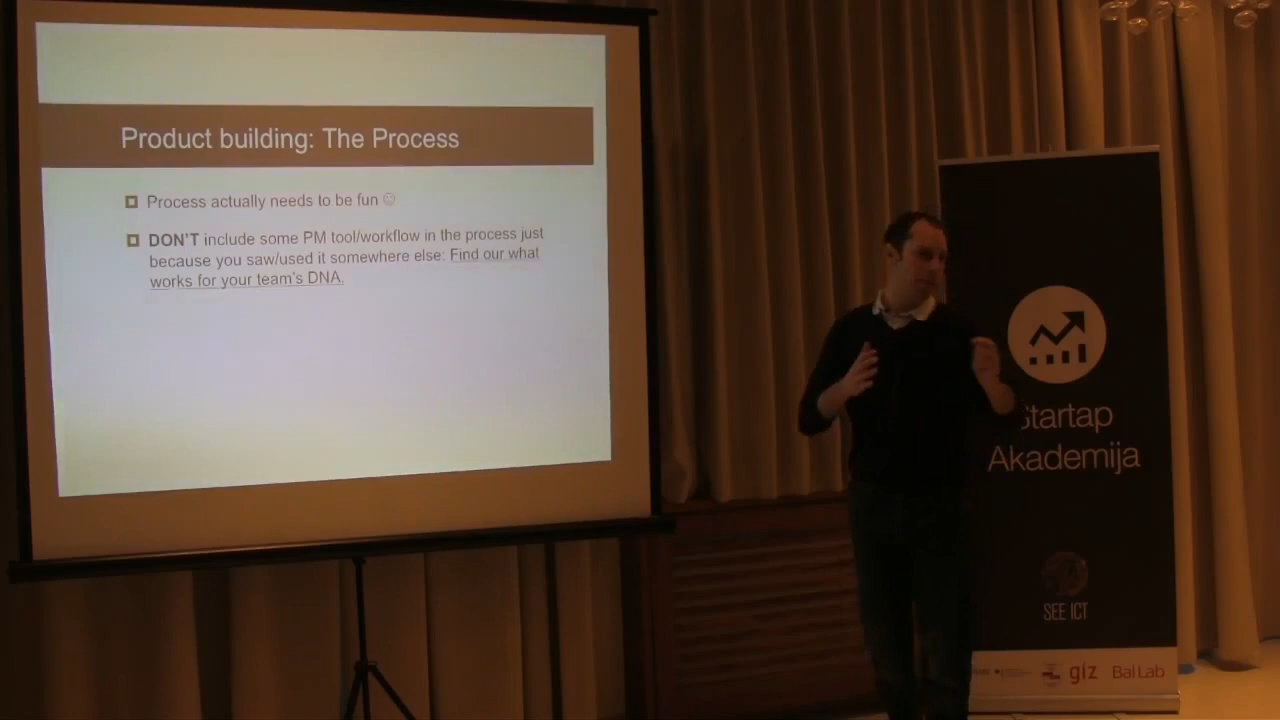 Product building: The Process
Process actually needs to be fun ☺
DON'T include some PM tool/workflow in the process just
because you saw/used it somewhere else: Find our what
works for your team's DNA.
Startap
Akademija
SEE ICT
giz
Bal Lab